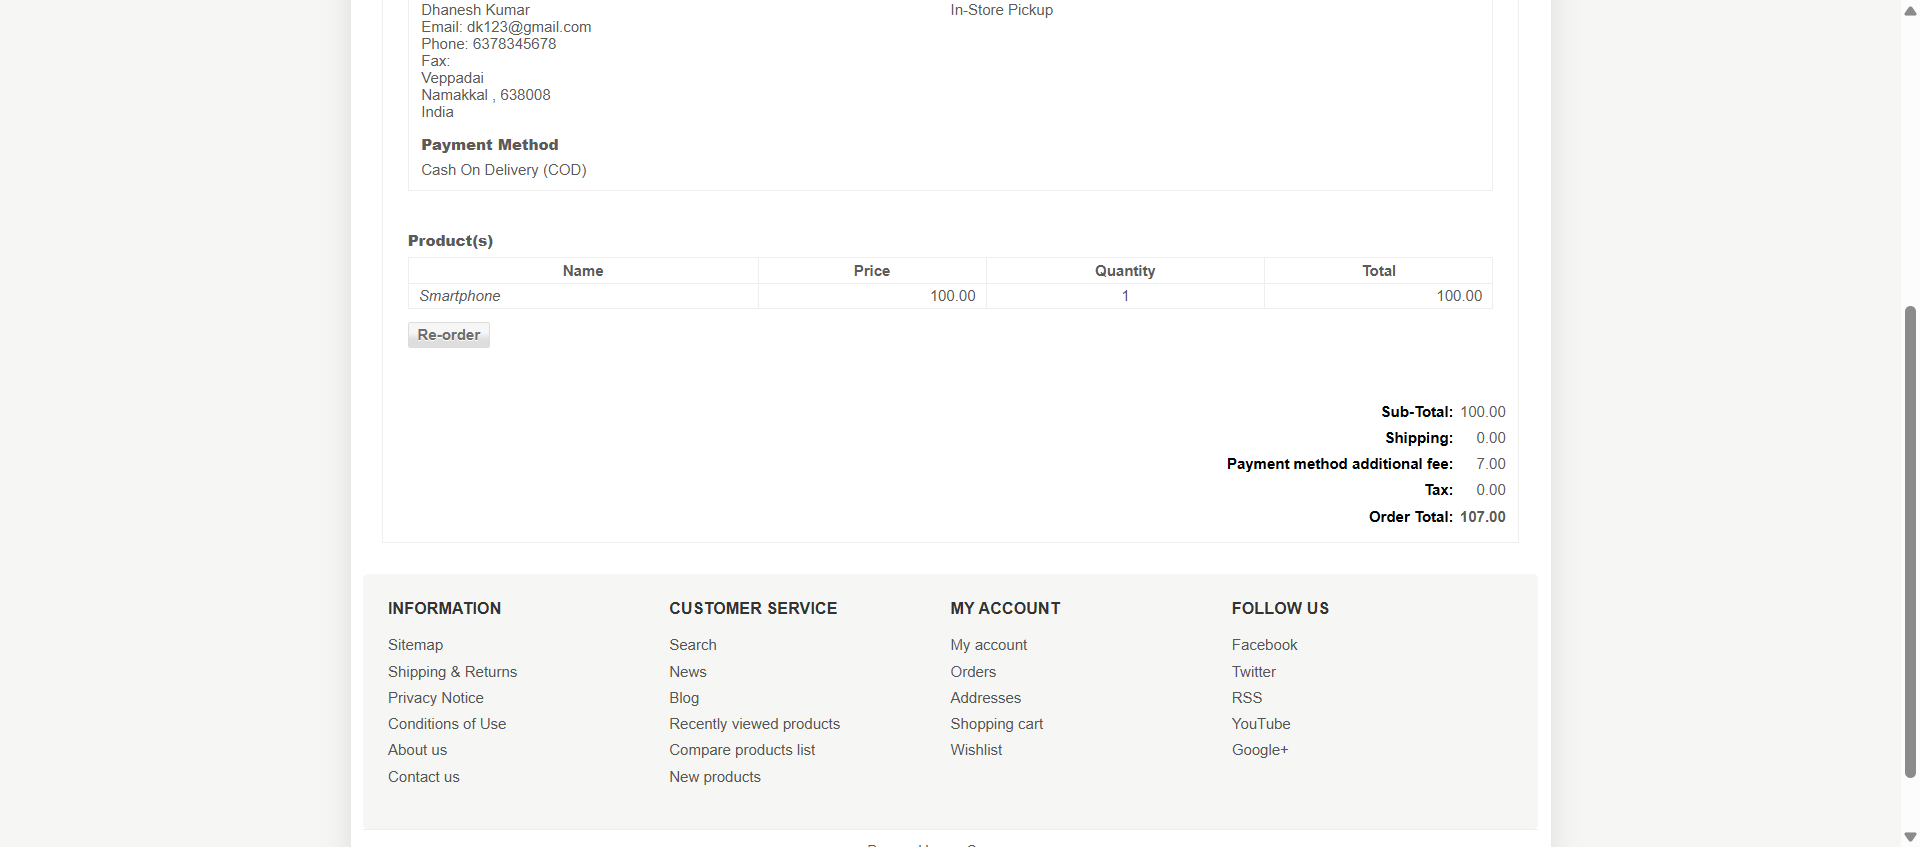 Dhanesh Kumar
Email: dk123@gmail.com
Phone: 6378345678
Fax:
Veppadai
Namakkal , 638008
India
In-Store Pickup
Payment Method
Cash On Delivery (COD)
Product(s)
Name Price Quantity Total
Smartphone 100.00 1 100.00
Re-order
Sub-Total: 100.00
Shipping: 0.00
Payment method additional fee: 7.00
Tax: 0.00
Order Total: 107.00
INFORMATION
Sitemap
Shipping & Returns
Privacy Notice
Conditions of Use
About us
Contact us
CUSTOMER SERVICE
Search
News
Blog
Recently viewed products
Compare products list
New products
MY ACCOUNT
My account
Orders
Addresses
Shopping cart
Wishlist
FOLLOW US
Facebook
Twitter
RSS
YouTube
Google+